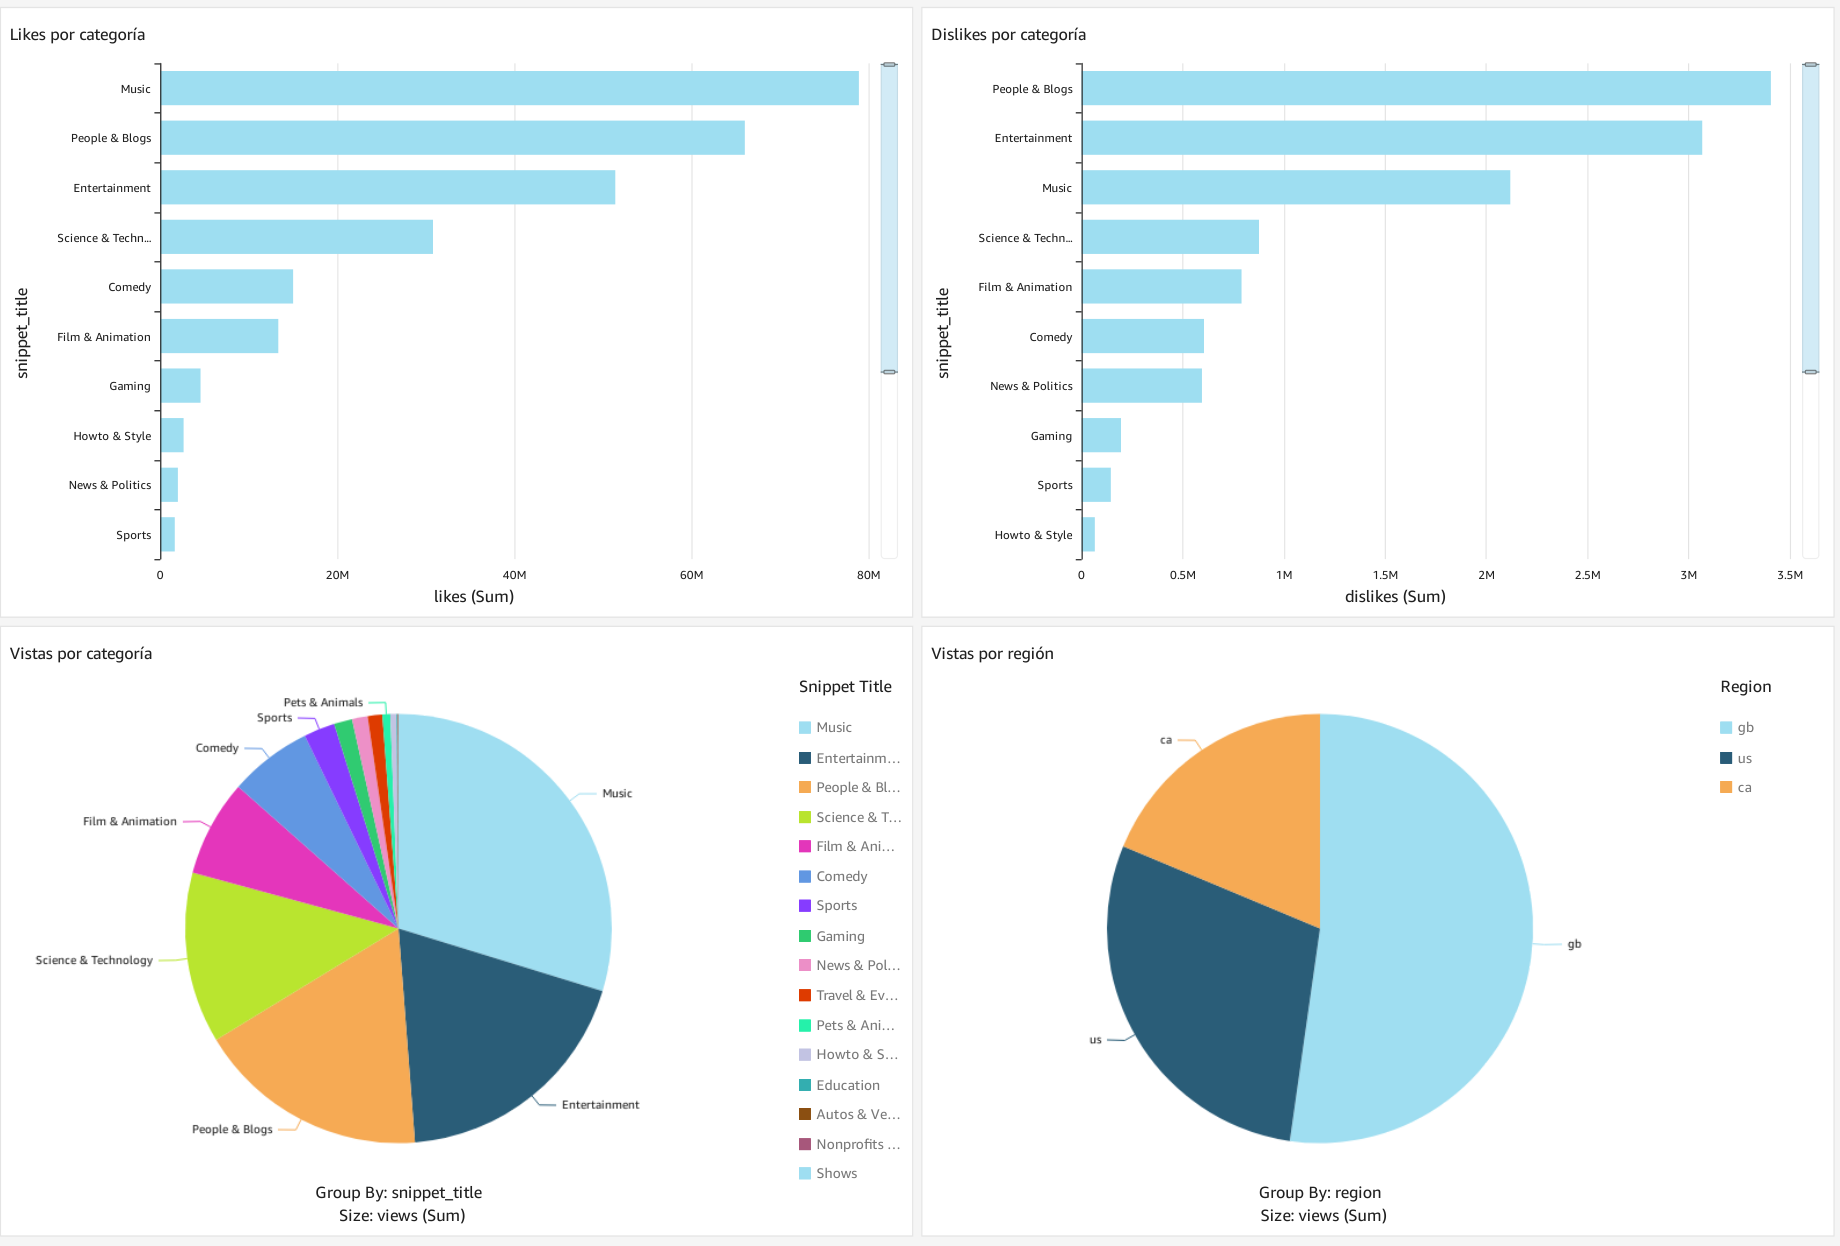 Likes por categoría
snippet_title
Music
People & Blogs
Entertainment
Science & Techn...
Comedy
Film & Animation
Gaming
Howto & Style
News & Politics
Sports
0 20M 40M 60M 80M
likes (Sum)
Dislikes por categoría
snippet_title
People & Blogs
Entertainment
Music
Science & Techn...
Film & Animation
Comedy
News & Politics
Gaming
Sports
Howto & Style
0 0.5M 1M 1.5M 2M 2.5M 3M 3.5M
dislikes (Sum)
Vistas por categoría
Pets & Animals
Sports
Comedy
Music
Film & Animation
Science & Technology
Entertainment
People & Blogs
Snippet Title
Music
Entertainm...
People & Bl...
Science & T...
Film & Ani...
Comedy
Sports
Gaming
News & Pol...
Travel & Ev...
Pets & Ani...
Howto & S...
Education
Autos & Ve...
Nonprofits ...
Shows
Group By: snippet_title
Size: views (Sum)
Vistas por región
ca
gb
us
Region
gb
us
ca
Group By: region
Size: views (Sum)